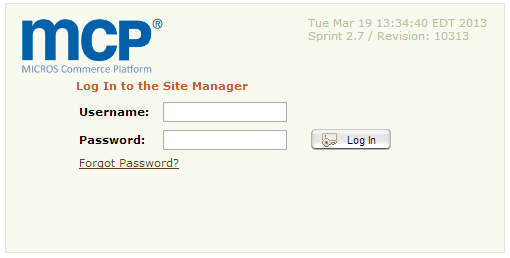 mcp®
MICROS Commerce Platform
Tue Mar 19 13:34:40 EDT 2013
Sprint 2.7 / Revision: 10313
Log In to the Site Manager
Username:
Password:
Log In
Forgot Password?